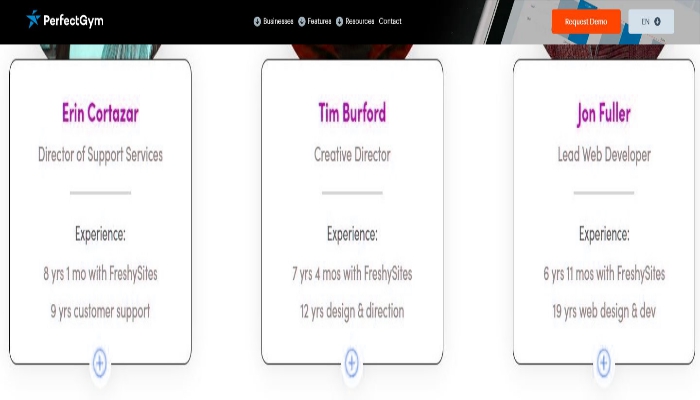 PerfectGym
Businesses Features Resources Contact
Request Demo
EN
Erin Cortazar
Director of Support Services
Experience:
8 yrs 1 mo with FreshySites
9 yrs customer support
Tim Burford
Creative Director
Experience:
7 yrs 4 mos with FreshySites
12 yrs design & direction
Jon Fuller
Lead Web Developer
Experience:
6 yrs 11 mos with FreshySites
19 yrs web design & dev